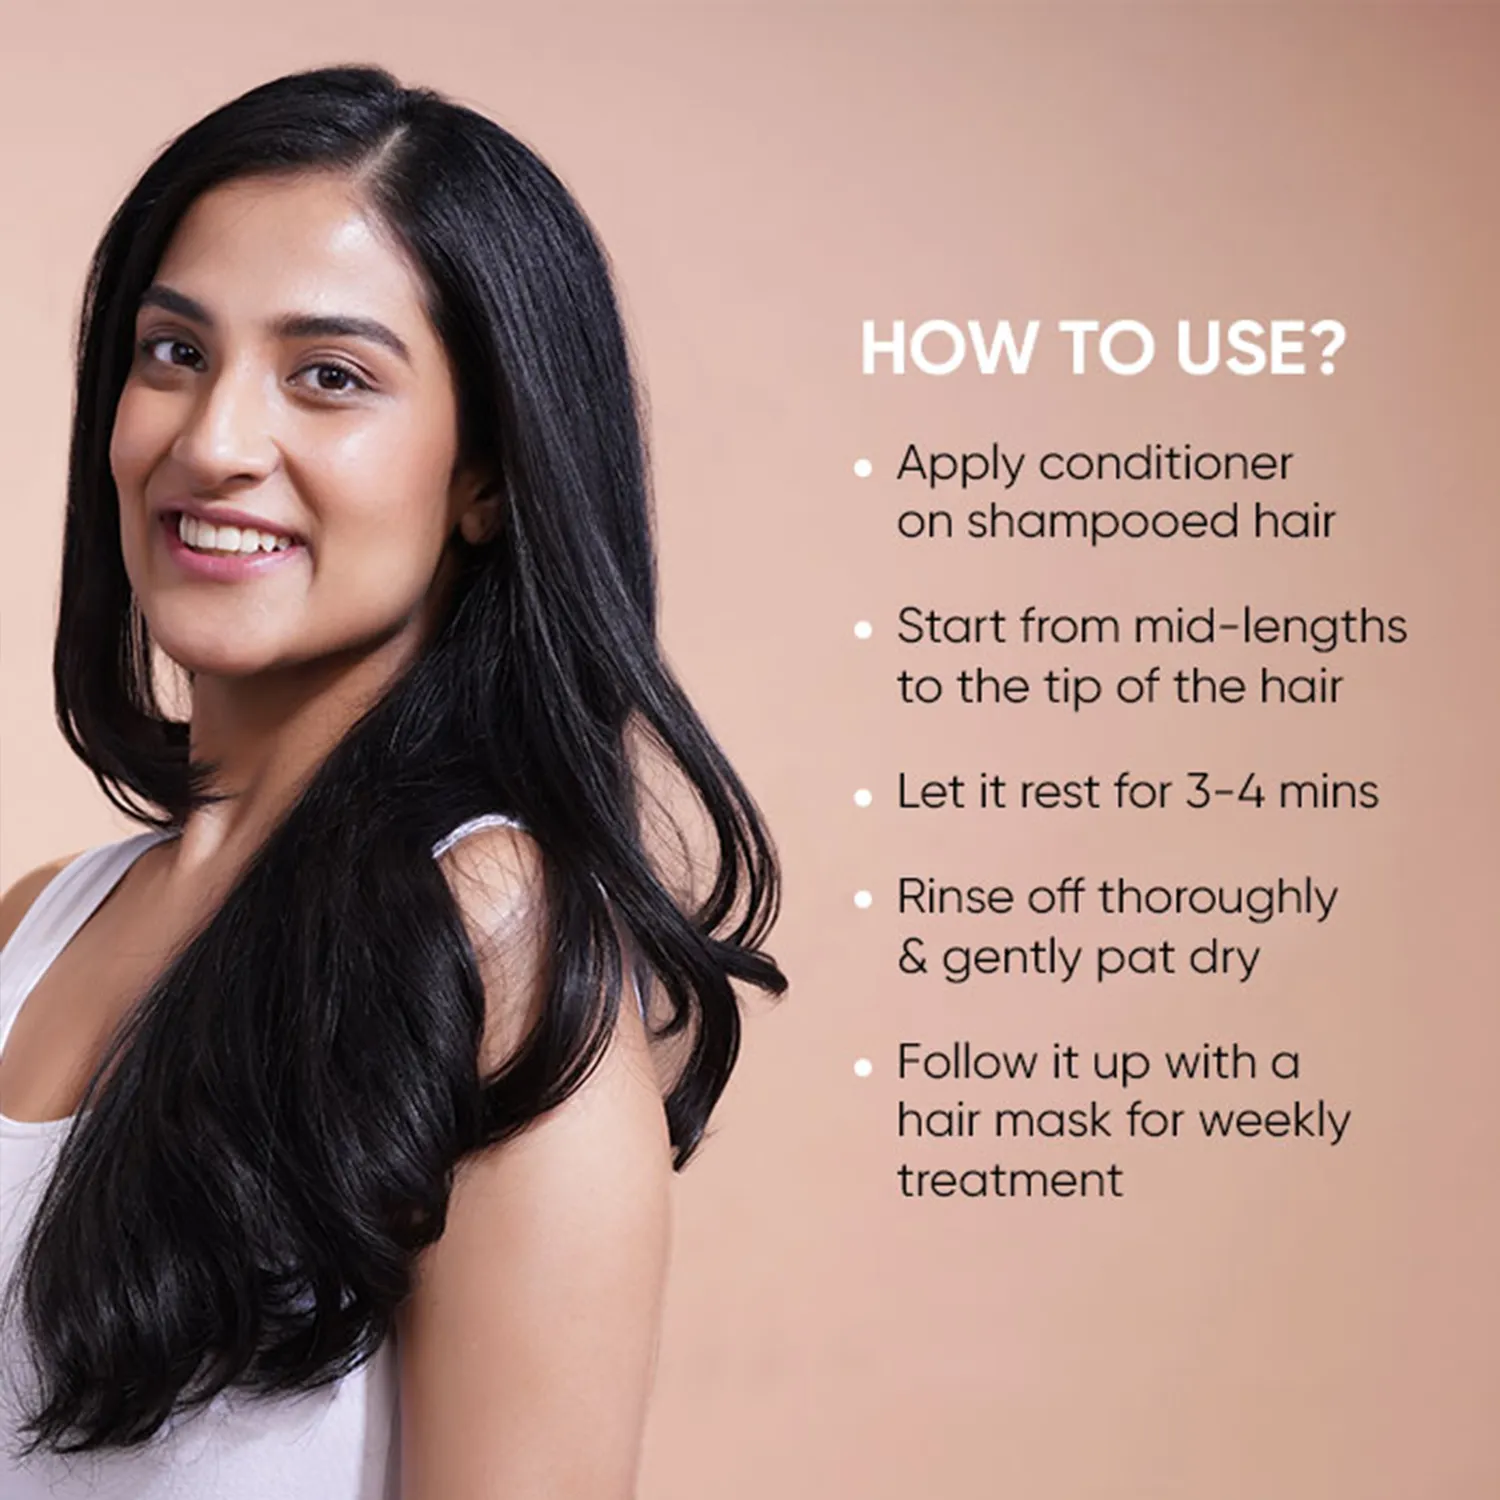 HOW TO USE?
• Apply conditioner
on shampooed hair
• Start from mid-lengths
to the tip of the hair
• Let it rest for 3-4 mins
• Rinse off thoroughly
& gently pat dry
• Follow it up with a
hair mask for weekly
treatment